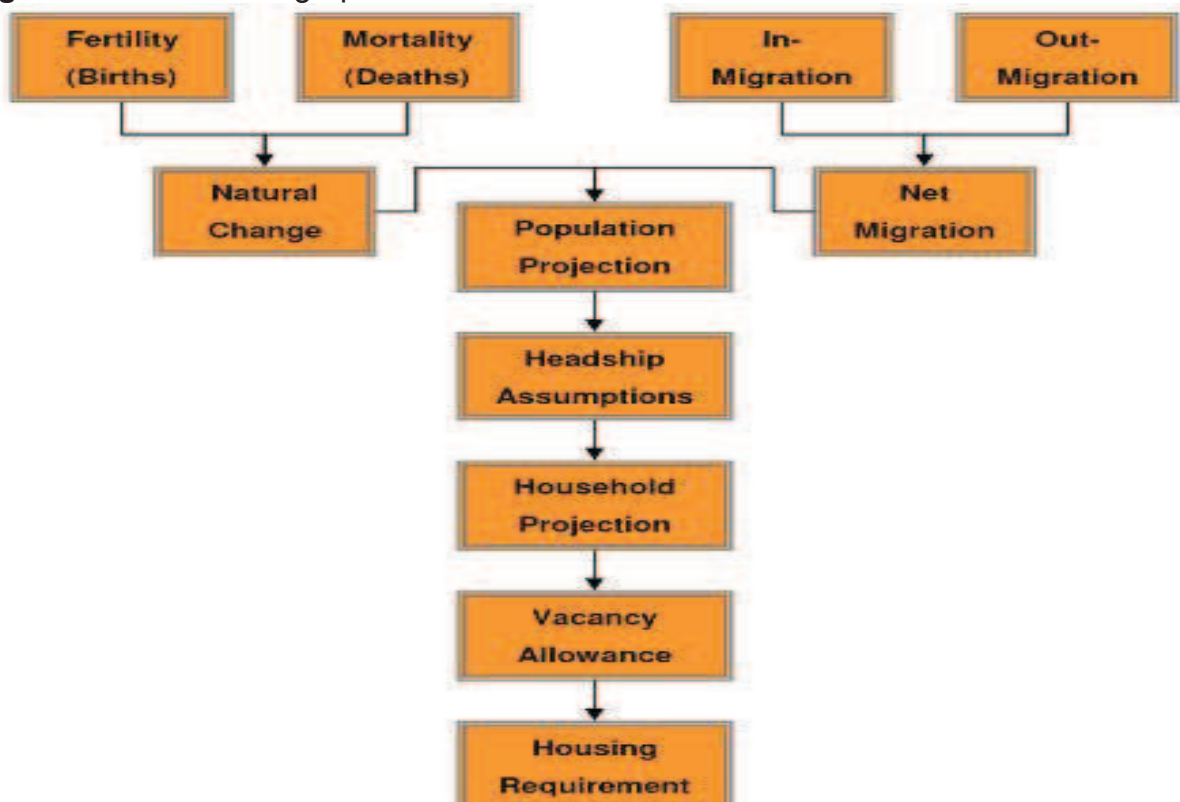 Fertility
(Births)
Mortality
(Deaths)
In-
Migration
Out-
Migration
Natural
Change
Net
Migration
Population
Projection
Headship
Assumptions
Household
Projection
Vacancy
Allowance
Housing
Requirement